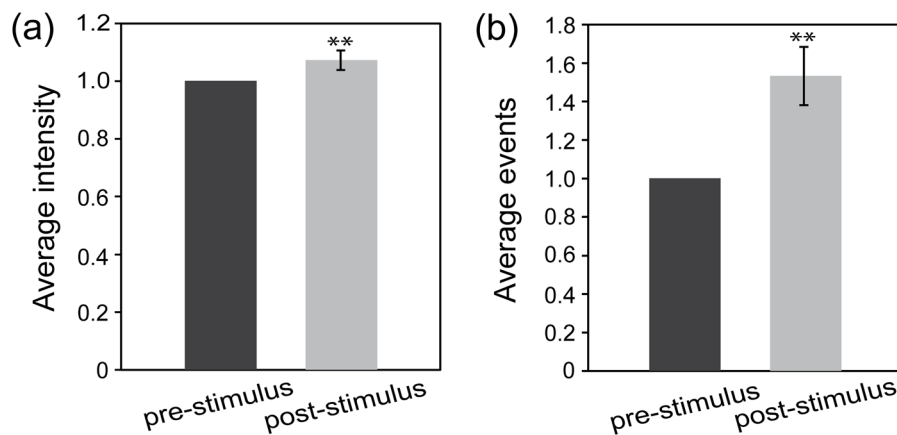 (a)
Average intensity
1.2
1.0
0.8
0.6
0.4
0.2
0
**
pre-stimulus
post-stimulus
(b)
Average events
1.8
1.6
1.4
1.2
1.0
0.8
0.6
0.4
0.2
0
**
pre-stimulus
post-stimulus